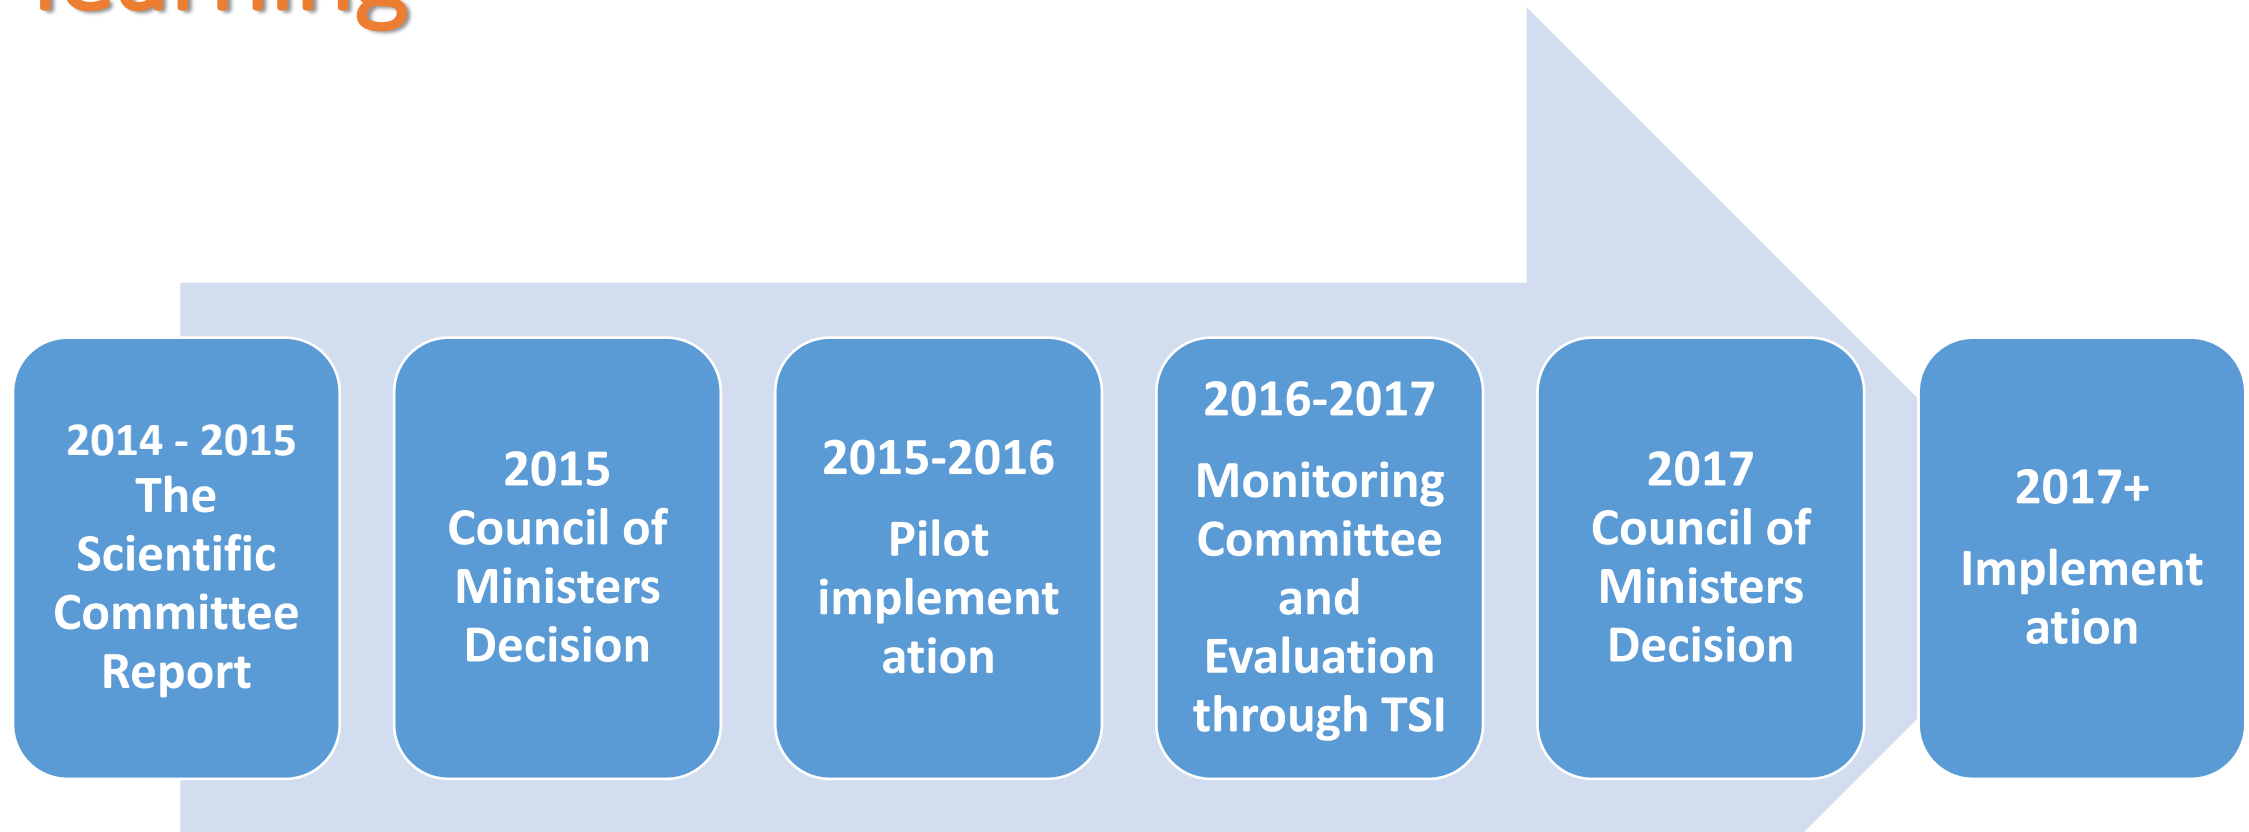 learning
2014 - 2015
The
Scientific
Committee
Report
2015
Council of
Ministers
Decision
2015-2016
Pilot
implement
ation
2016-2017
Monitoring
Committee
and
Evaluation
through TSI
2017
Council of
Ministers
Decision
2017+
Implement
ation